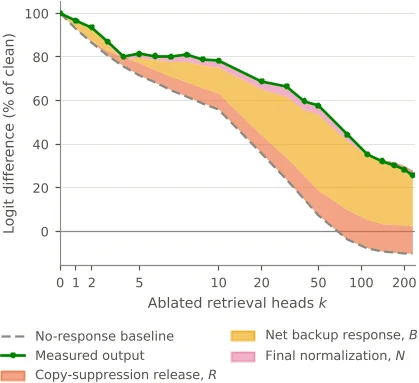 Logit difference (% of clean)
100
80
60
40
20
0
0 1 2 5 10 20 50 100 200
Ablated retrieval heads k
No-response baseline
Measured output
Copy-suppression release, R
Net backup response, B
Final normalization, N